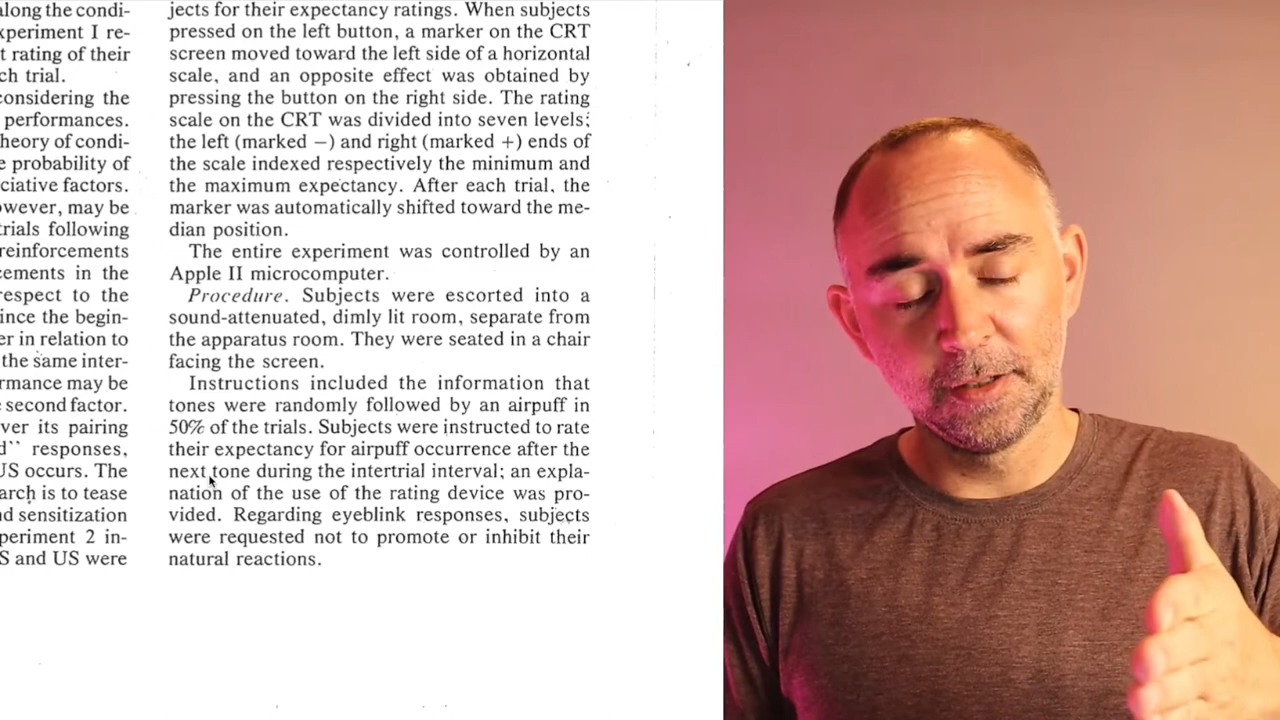 along the condi-
xperiment I re-
t rating of their
ch trial.
considering the
performances.
heory of condi-
e probability of
ciative factors.
owever, may be
trials following
reinforcements
cements in the
respect to the
ince the begin-
er in relation to
the same inter-
rmance may be
e second factor.
ver its pairing
d'' responses,
US occurs. The
arch is to tease
nd sensitization
periment 2 in-
S and US were
jects for their expectancy ratings. When subjects
pressed on the left button, a marker on the CRT
screen moved toward the left side of a horizontal
scale, and an opposite effect was obtained by
pressing the button on the right side. The rating
scale on the CRT was divided into seven levels;
the left (marked −) and right (marked +) ends of
the scale indexed respectively the minimum and
the maximum expectancy. After each trial, the
marker was automatically shifted toward the me-
dian position.
The entire experiment was controlled by an
Apple II microcomputer.
Procedure. Subjects were escorted into a
sound-attenuated, dimly lit room, separate from
the apparatus room. They were seated in a chair
facing the screen.
Instructions included the information that
tones were randomly followed by an airpuff in
50% of the trials. Subjects were instructed to rate
their expectancy for airpuff occurrence after the
next tone during the intertrial interval; an expla-
nation of the use of the rating device was pro-
vided. Regarding eyeblink responses, subjects
were requested not to promote or inhibit their
natural reactions.